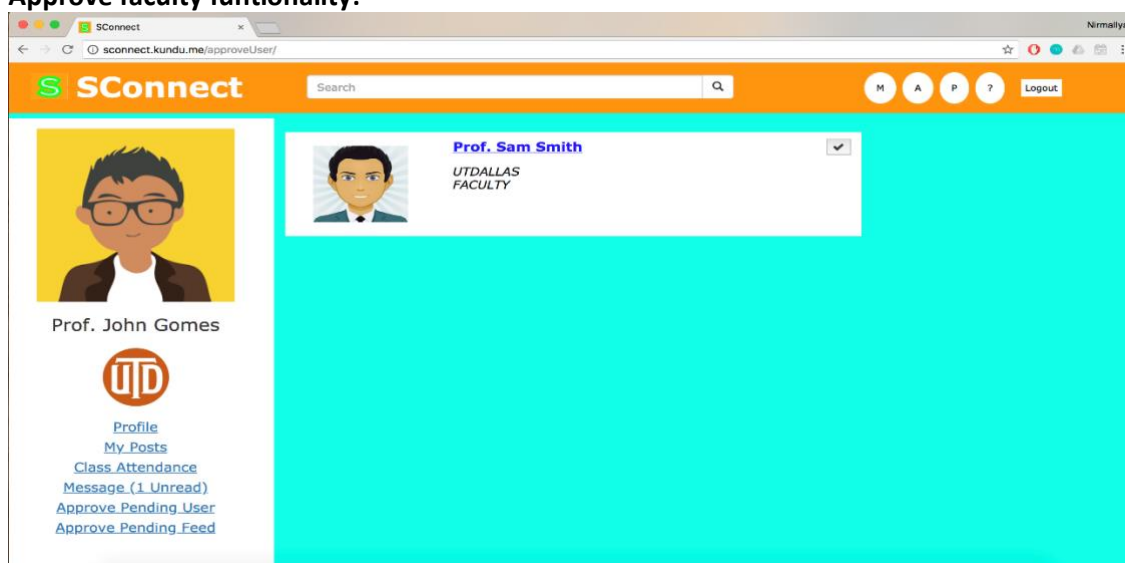 Approve faculty funtionality:
SConnect
Nirmallya
sconnect.kundu.me/approveUser/
S SConnect
Search
M A P ? Logout
Prof. Sam Smith
UTDALLAS
FACULTY
Prof. John Gomes
UTD
Profile
My Posts
Class Attendance
Message (1 Unread)
Approve Pending User
Approve Pending Feed